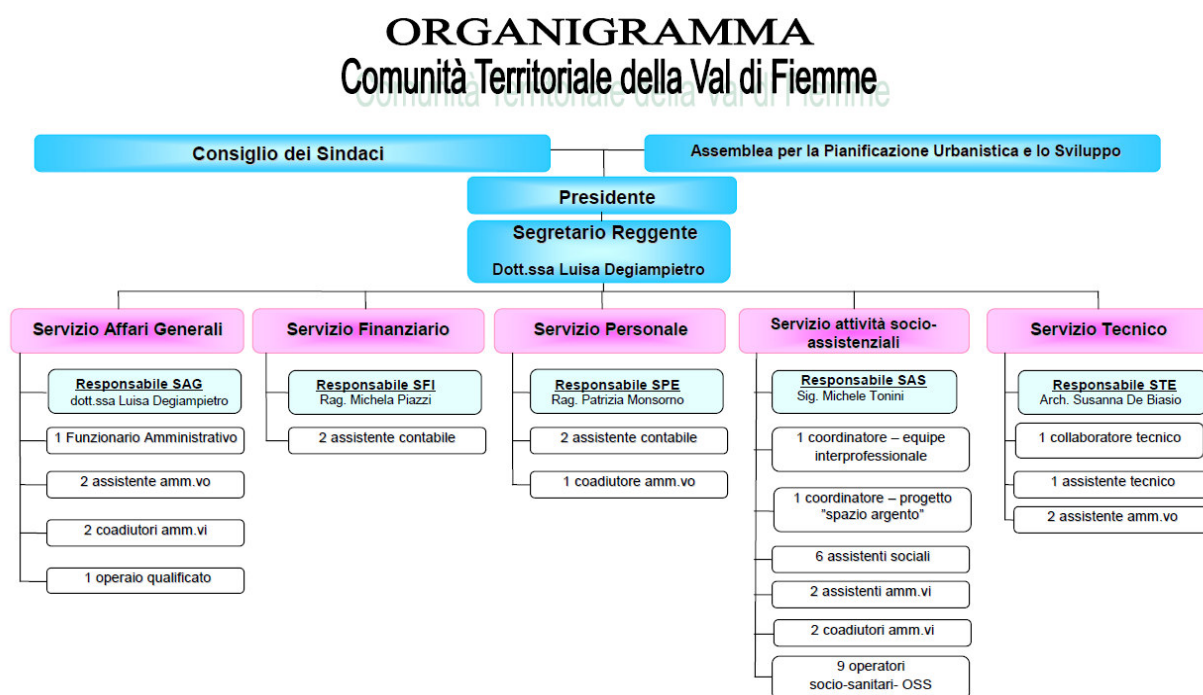 ORGANIGRAMMA
Comunità Territoriale della Val di Fiemme
Consiglio dei Sindaci
Assemblea per la Pianificazione Urbanistica e lo Sviluppo
Presidente
Segretario Reggente
Dott.ssa Luisa Degiampietro
Servizio Affari Generali
Responsabile SAG
dott.ssa Luisa Degiampietro
1 Funzionario Amministrativo
2 assistente amm.vo
2 coadiutori amm.vi
1 operaio qualificato
Servizio Finanziario
Responsabile SFI
Rag. Michela Piazzi
2 assistente contabile
Servizio Personale
Responsabile SPE
Rag. Patrizia Monsorno
2 assistente contabile
1 coadiutore amm.vo
Servizio attività socio-
assistenziali
Responsabile SAS
Sig. Michele Tonini
1 coordinatore – equipe
interprofessionale
1 coordinatore – progetto
"spazio argento"
6 assistenti sociali
2 assistenti amm.vi
2 coadiutori amm.vi
9 operatori
socio-sanitari- OSS
Servizio Tecnico
Responsabile STE
Arch. Susanna De Biasio
1 collaboratore tecnico
1 assistente tecnico
2 assistente amm.vo